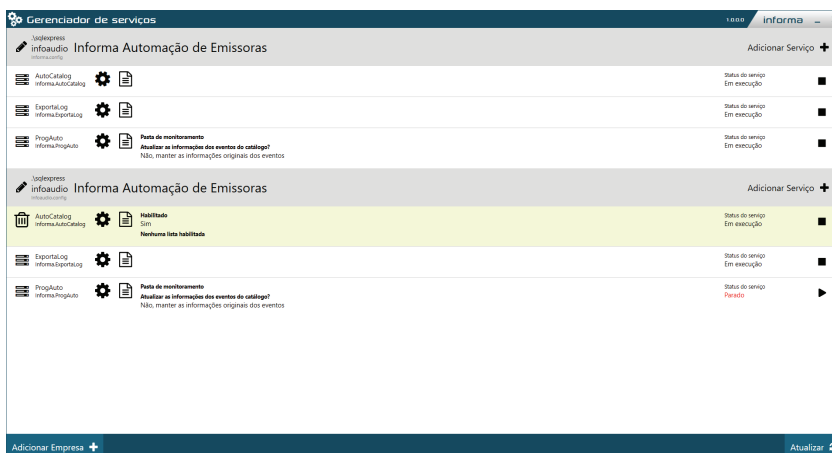 Gerenciador de serviços
1.0.0.0 informa
.\sqlexpress
infoaudio Informa Automação de Emissoras
informa.config
Adicionar Serviço
AutoCatalog
Informa.AutoCatalog
Status do serviço
Em execução
ExportaLog
Informa.ExportaLog
Status do serviço
Em execução
ProgAuto
Informa.ProgAuto
Pasta de monitoramento
Atualizar as informações dos eventos do catálogo?
Não, manter as informações originais dos eventos
Status do serviço
Em execução
.\sqlexpress
infoaudio Informa Automação de Emissoras
infoaudio.config
Adicionar Serviço
AutoCatalog
Informa.AutoCatalog
Habilitado
Sim
Nenhuma lista habilitada
Status do serviço
Em execução
ExportaLog
Informa.ExportaLog
Status do serviço
Em execução
ProgAuto
Informa.ProgAuto
Pasta de monitoramento
Atualizar as informações dos eventos do catálogo?
Não, manter as informações originais dos eventos
Status do serviço
Parado
Adicionar Empresa
Atualizar